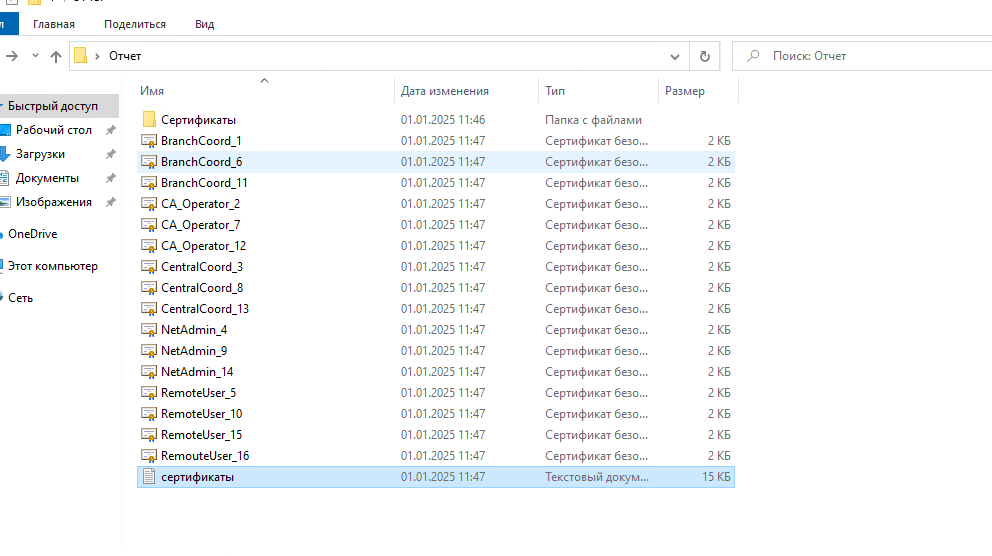 Главная Поделиться Вид
Отчет Поиск: Отчет
Имя Дата изменения Тип Размер
Быстрый доступ
Рабочий стол
Загрузки
Документы
Изображения
OneDrive
Этот компьютер
Сеть
Сертификаты 01.01.2025 11:46 Папка с файлами
BranchCoord_1 01.01.2025 11:47 Сертификат безо... 2 КБ
BranchCoord_6 01.01.2025 11:47 Сертификат безо... 2 КБ
BranchCoord_11 01.01.2025 11:47 Сертификат безо... 2 КБ
CA_Operator_2 01.01.2025 11:47 Сертификат безо... 2 КБ
CA_Operator_7 01.01.2025 11:47 Сертификат безо... 2 КБ
CA_Operator_12 01.01.2025 11:47 Сертификат безо... 2 КБ
CentralCoord_3 01.01.2025 11:47 Сертификат безо... 2 КБ
CentralCoord_8 01.01.2025 11:47 Сертификат безо... 2 КБ
CentralCoord_13 01.01.2025 11:47 Сертификат безо... 2 КБ
NetAdmin_4 01.01.2025 11:47 Сертификат безо... 2 КБ
NetAdmin_9 01.01.2025 11:47 Сертификат безо... 2 КБ
NetAdmin_14 01.01.2025 11:47 Сертификат безо... 2 КБ
RemoteUser_5 01.01.2025 11:47 Сертификат безо... 2 КБ
RemoteUser_10 01.01.2025 11:47 Сертификат безо... 2 КБ
RemoteUser_15 01.01.2025 11:47 Сертификат безо... 2 КБ
RemouteUser_16 01.01.2025 11:47 Сертификат безо... 2 КБ
сертификаты 01.01.2025 11:47 Текстовый докум... 15 КБ